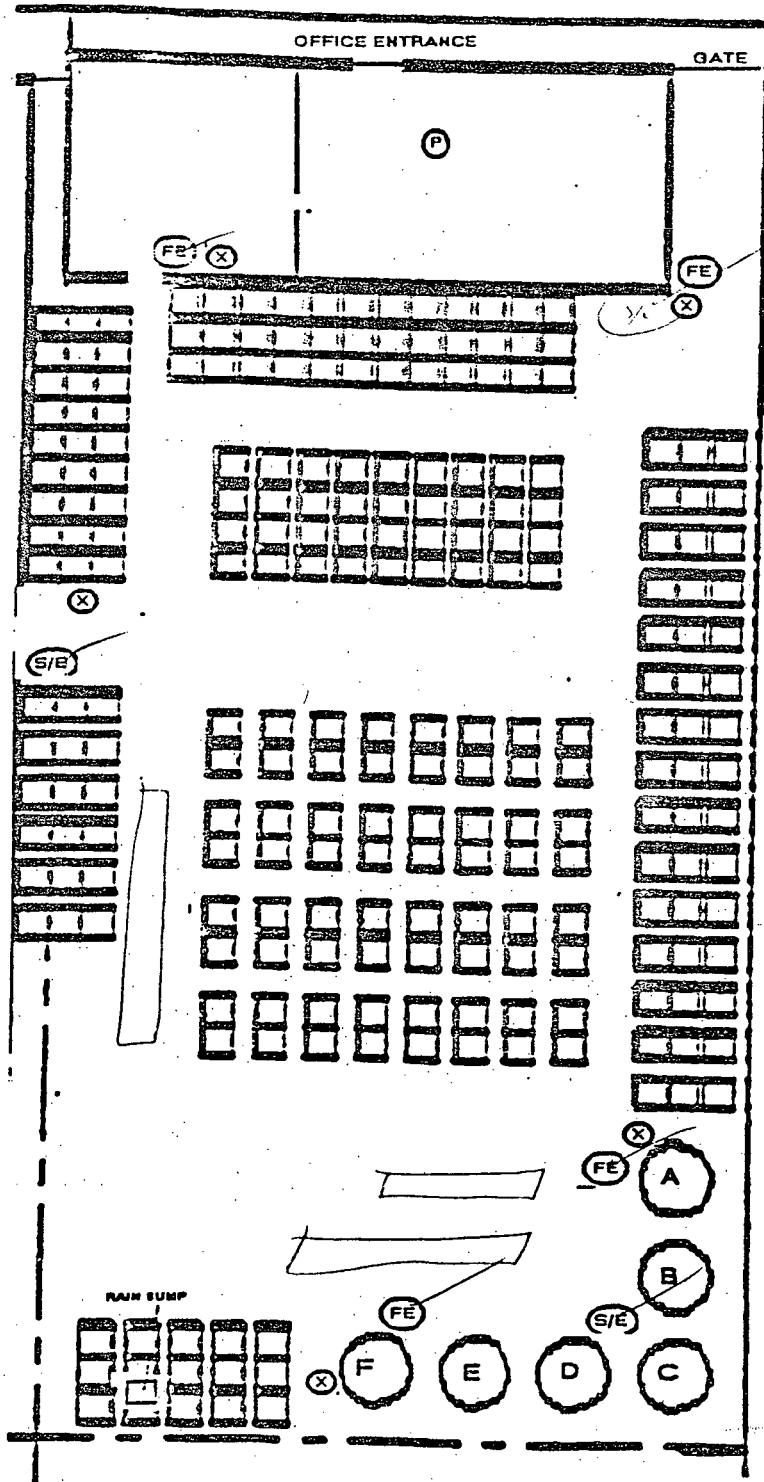 OFFICE ENTRANCE
GATE
P
FE X
FE
X
X
S/E
X
FE
A
B
RAIN SUMP
FE
S/E
X
F
E
D
C